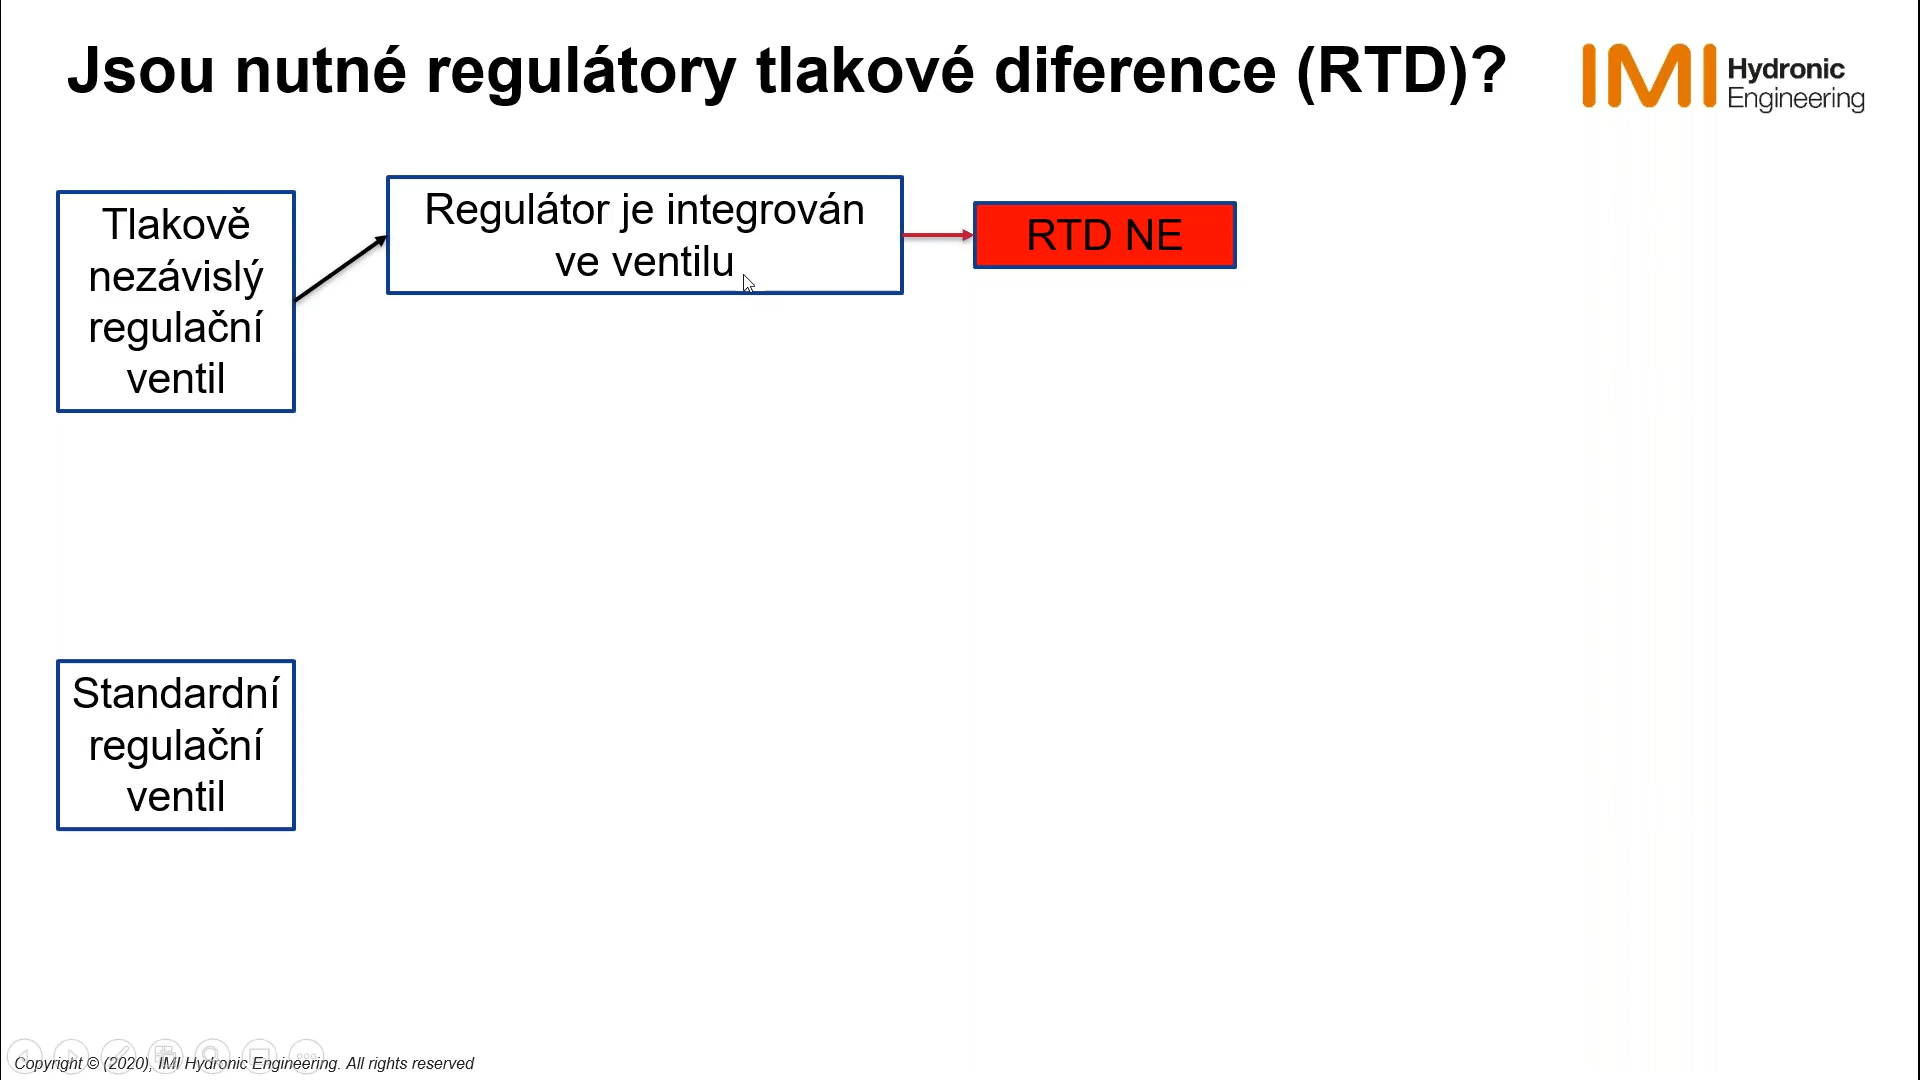 Jsou nutné regulátory tlakové diference (RTD)?
IMI Hydronic
Engineering
Tlakově
nezávislý
regulační
ventil
Regulátor je integrován
ve ventilu
RTD NE
Standardní
regulační
ventil
Copyright © (2020), IMI Hydronic Engineering. All rights reserved